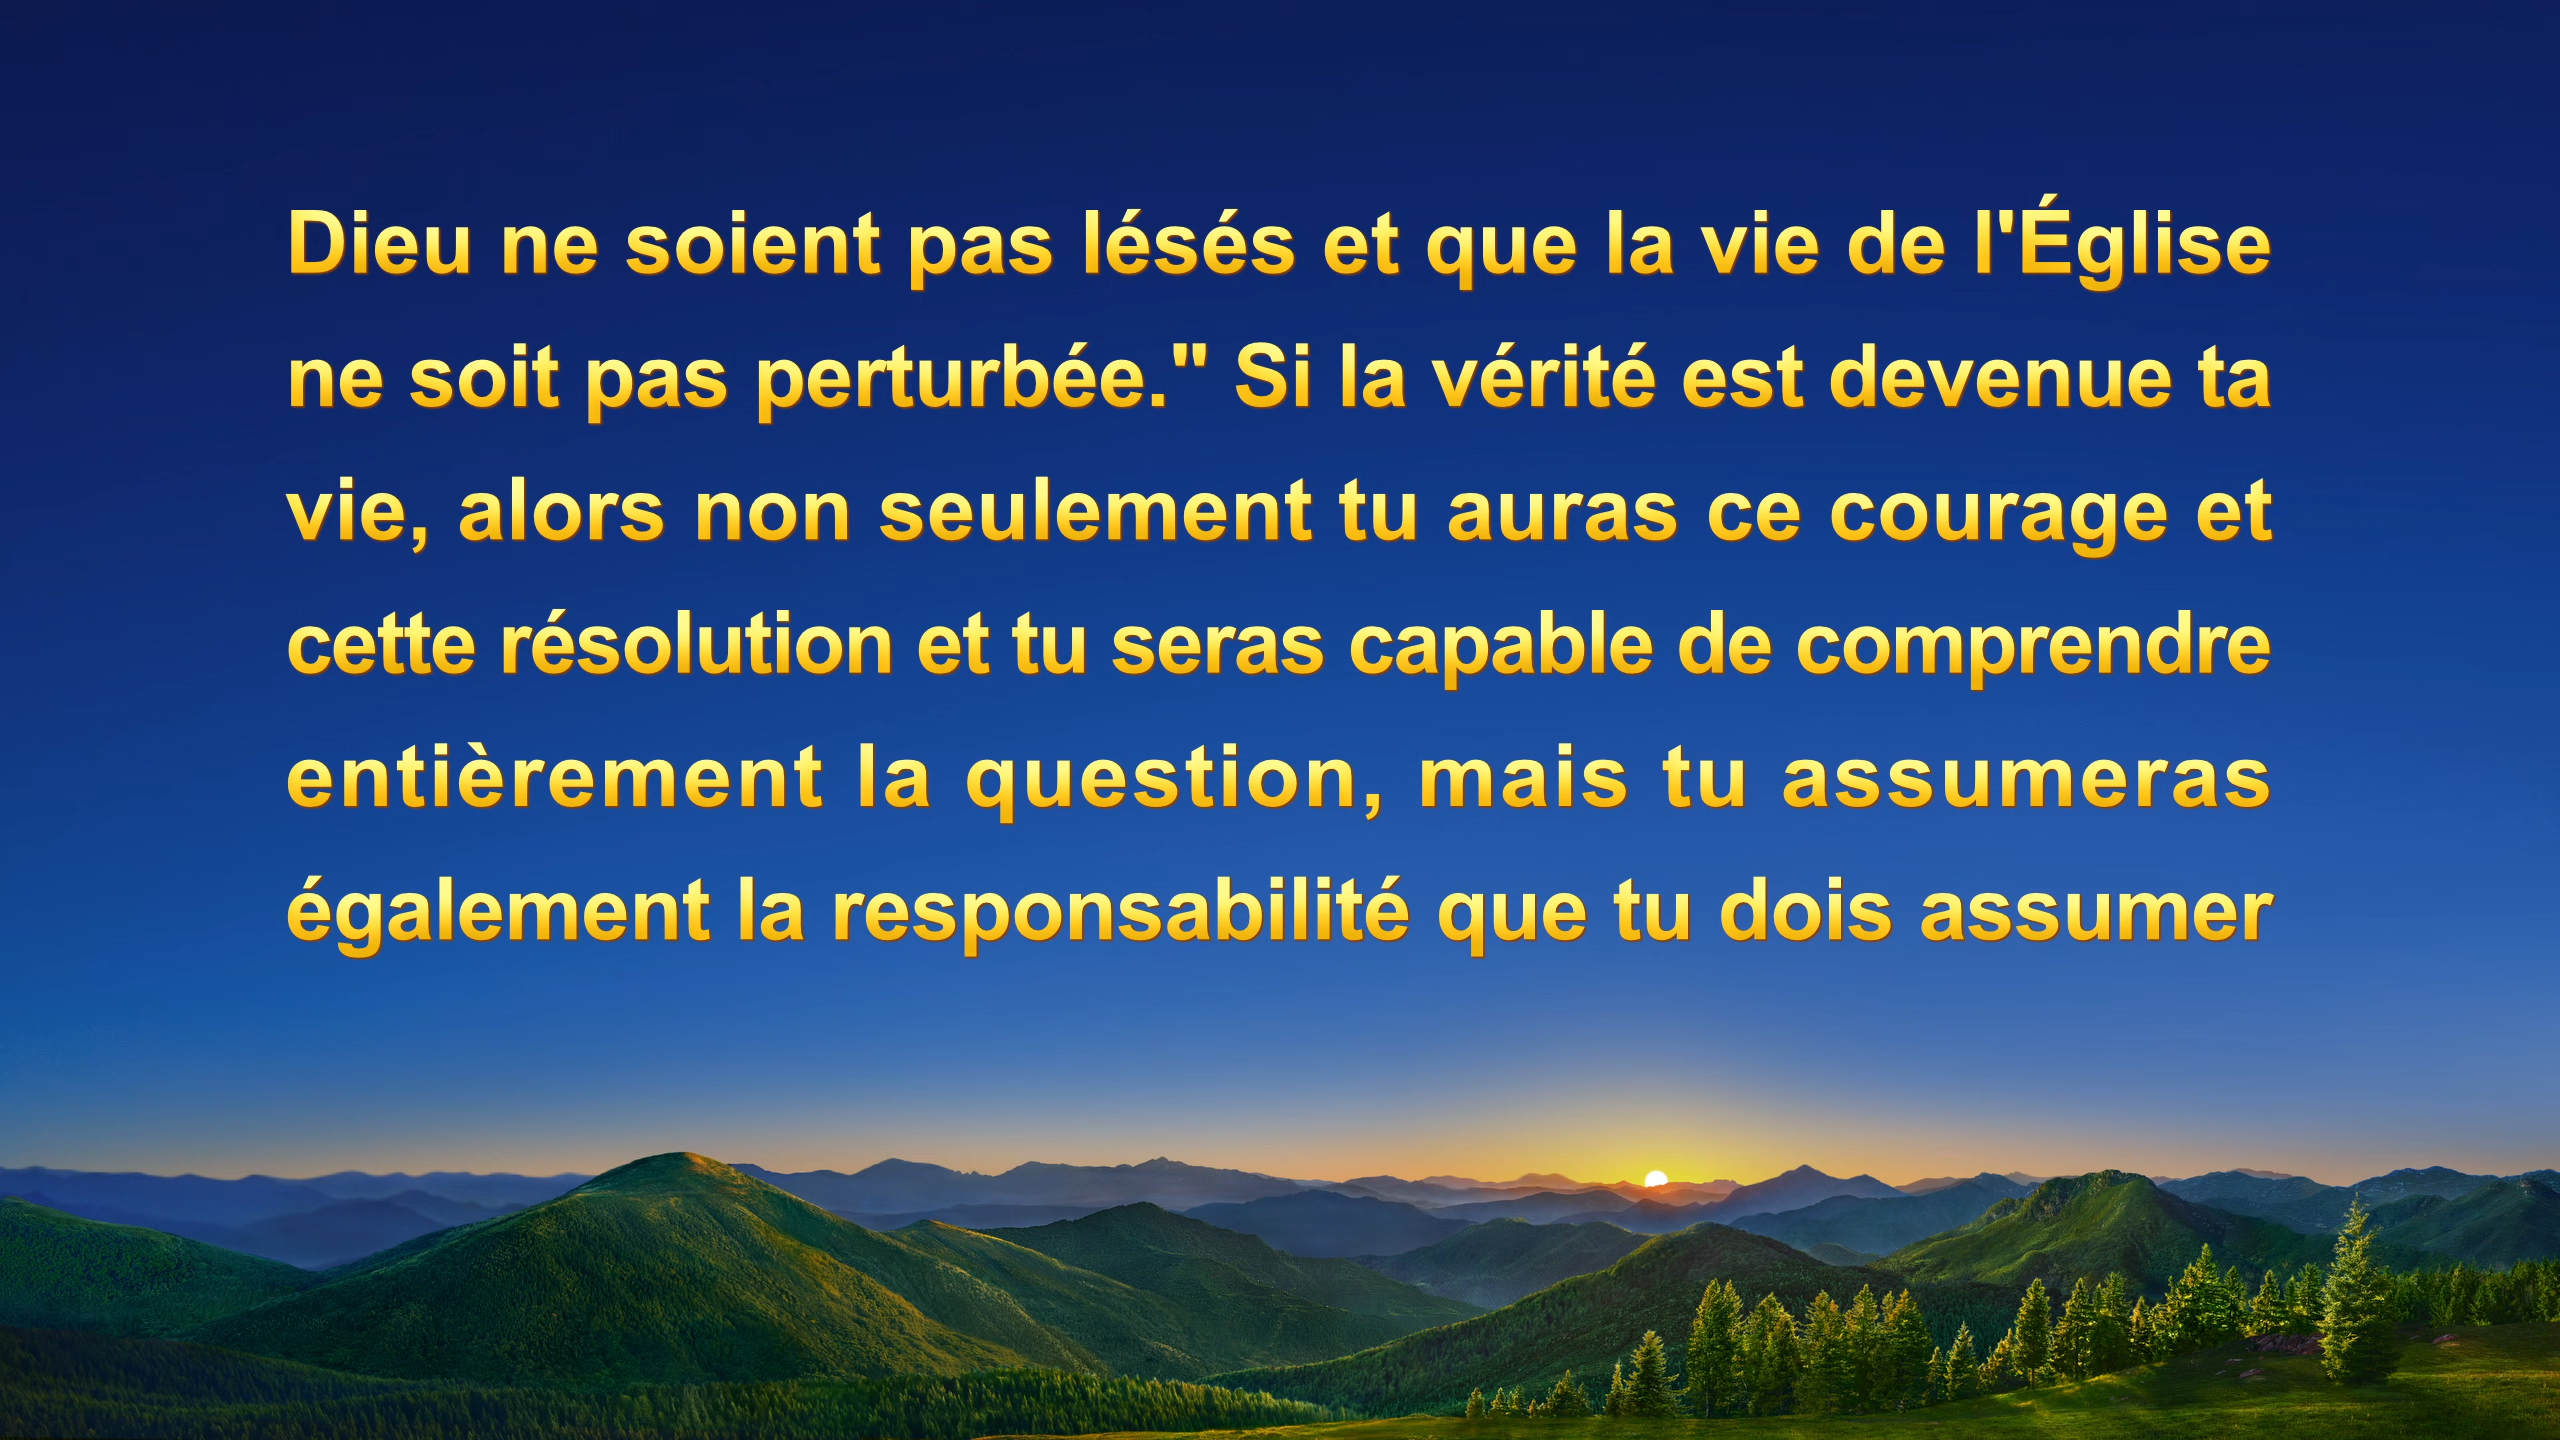 Dieu ne soient pas lésés et que la vie de l'Église
ne soit pas perturbée." Si la vérité est devenue ta
vie, alors non seulement tu auras ce courage et
cette résolution et tu seras capable de comprendre
entièrement la question, mais tu assumeras
également la responsabilité que tu dois assumer